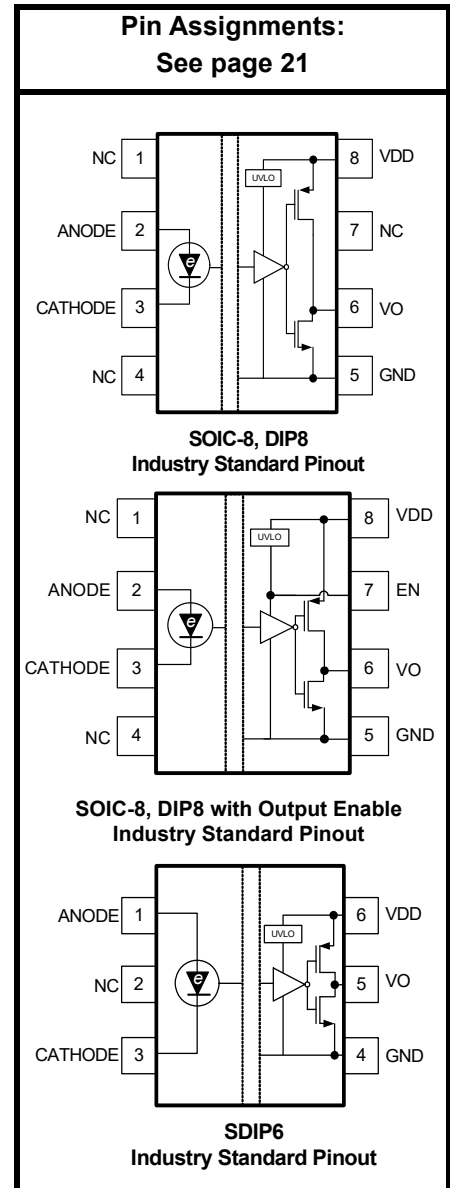 Pin Assignments:
See page 21
NC 1
8 VDD
UVLO
ANODE 2
7 NC
e
CATHODE 3
6 VO
NC 4
5 GND
SOIC-8, DIP8
Industry Standard Pinout
NC 1
8 VDD
UVLO
ANODE 2
7 EN
e
CATHODE 3
6 VO
NC 4
5 GND
SOIC-8, DIP8 with Output Enable
Industry Standard Pinout
ANODE 1
6 VDD
UVLO
NC 2
e
5 VO
CATHODE 3
4 GND
SDIP6
Industry Standard Pinout